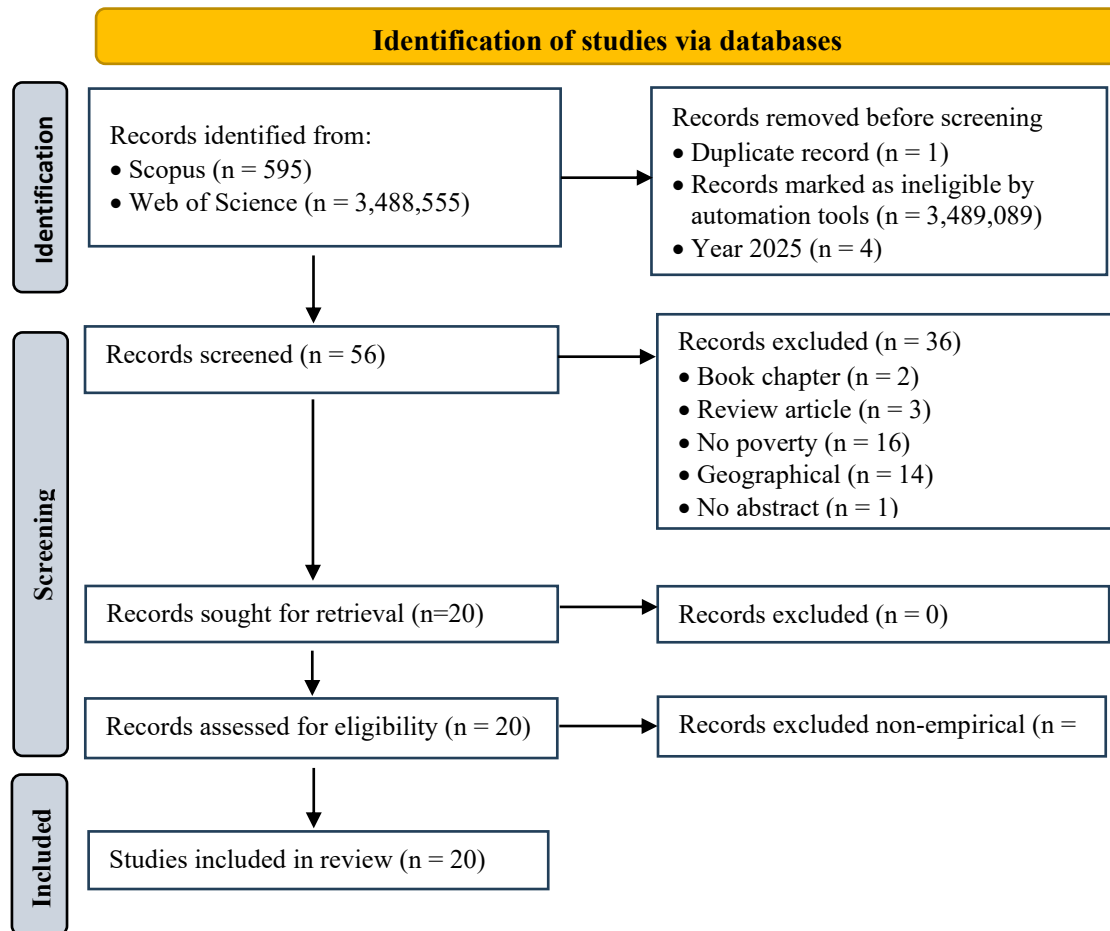 Identification of studies via databases
Identification
Records identified from:
• Scopus (n = 595)
• Web of Science (n = 3,488,555)
Records removed before screening
• Duplicate record (n = 1)
• Records marked as ineligible by
automation tools (n = 3,489,089)
• Year 2025 (n = 4)
Screening
Records screened (n = 56)
Records excluded (n = 36)
• Book chapter (n = 2)
• Review article (n = 3)
• No poverty (n = 16)
• Geographical (n = 14)
• No abstract (n = 1)
Records sought for retrieval (n=20)
Records excluded (n = 0)
Records assessed for eligibility (n = 20)
Records excluded non-empirical (n =
Included
Studies included in review (n = 20)